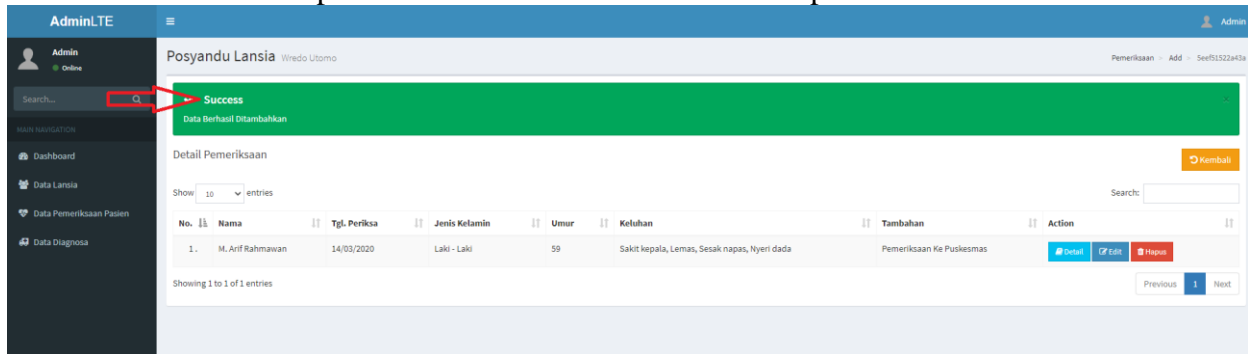 AdminLTE
Admin
Admin
Online
Search...
MAIN NAVIGATION
Dashboard
Data Lansia
Data Pemeriksaan Pasien
Data Diagnosa
Posyandu Lansia Wredo Utomo
Pemeriksaan > Add > 5eef51522a43a
Success
Data Berhasil Ditambahkan
Detail Pemeriksaan
Kembali
Show 10 entries
Search:
No. Nama Tgl. Periksa Jenis Kelamin Umur Keluhan Tambahan Action
1. M. Arif Rahmawan 14/03/2020 Laki - Laki 59 Sakit kepala, Lemas, Sesak napas, Nyeri dada Pemeriksaan Ke Puskesmas Detail Edit Hapus
Showing 1 to 1 of 1 entries
Previous 1 Next